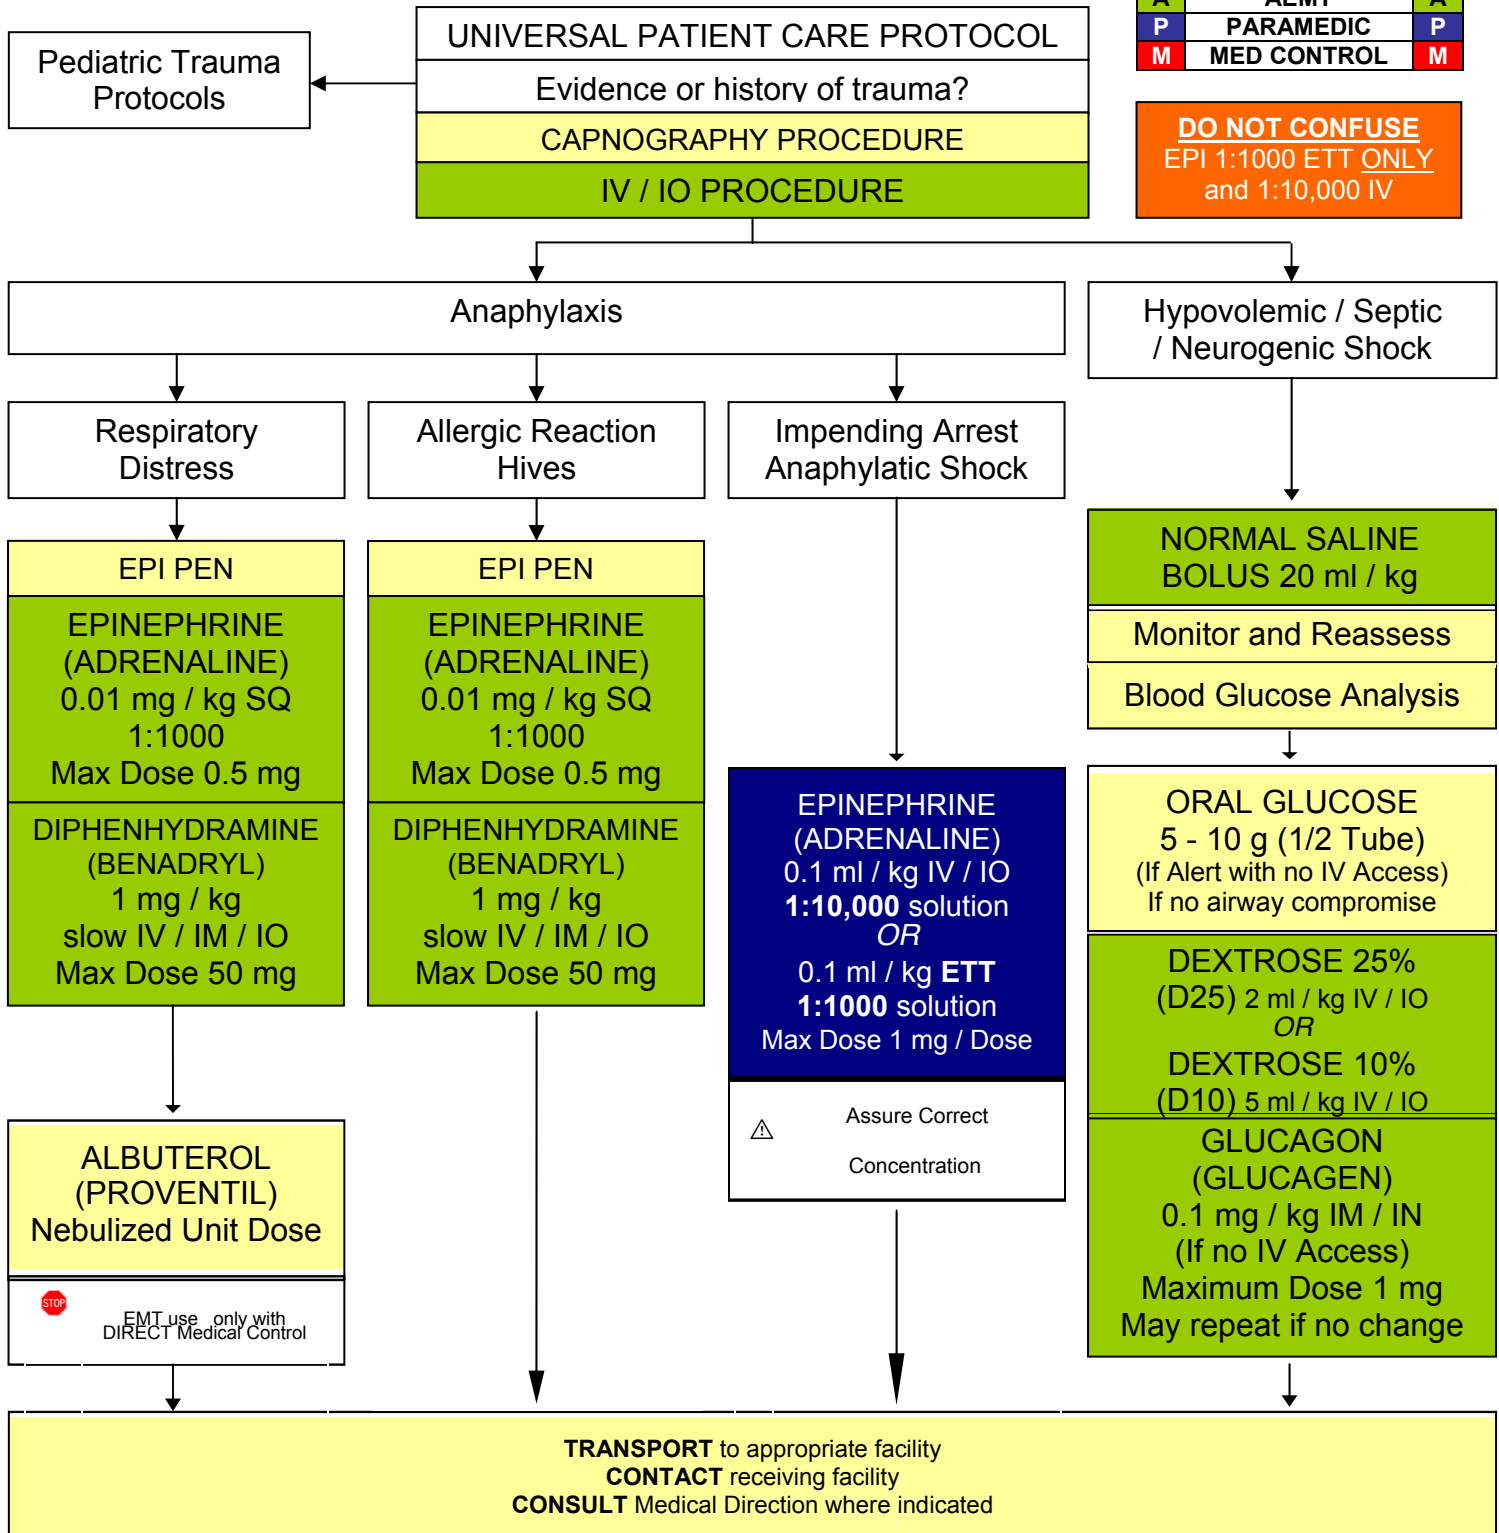 A AEMT A
P PARAMEDIC P
M MED CONTROL M
UNIVERSAL PATIENT CARE PROTOCOL
Evidence or history of trauma?
CAPNOGRAPHY PROCEDURE
IV / IO PROCEDURE
Pediatric Trauma
Protocols
DO NOT CONFUSE
EPI 1:1000 ETT ONLY
and 1:10,000 IV
Anaphylaxis
Hypovolemic / Septic
/ Neurogenic Shock
Respiratory
Distress
EPI PEN
EPINEPHRINE
(ADRENALINE)
0.01 mg / kg SQ
1:1000
Max Dose 0.5 mg
DIPHENHYDRAMINE
(BENADRYL)
1 mg / kg
slow IV / IM / IO
Max Dose 50 mg
ALBUTEROL
(PROVENTIL)
Nebulized Unit Dose
STOP
EMT use only with
DIRECT Medical Control
Allergic Reaction
Hives
EPI PEN
EPINEPHRINE
(ADRENALINE)
0.01 mg / kg SQ
1:1000
Max Dose 0.5 mg
DIPHENHYDRAMINE
(BENADRYL)
1 mg / kg
slow IV / IM / IO
Max Dose 50 mg
Impending Arrest
Anaphylatic Shock
EPINEPHRINE
(ADRENALINE)
0.1 ml / kg IV / IO
1:10,000 solution
OR
0.1 ml / kg ETT
1:1000 solution
Max Dose 1 mg / Dose
Assure Correct
Concentration
NORMAL SALINE
BOLUS 20 ml / kg
Monitor and Reassess
Blood Glucose Analysis
ORAL GLUCOSE
5 - 10 g (1/2 Tube)
(If Alert with no IV Access)
If no airway compromise
DEXTROSE 25%
(D25) 2 ml / kg IV / IO
OR
DEXTROSE 10%
(D10) 5 ml / kg IV / IO
GLUCAGON
(GLUCAGEN)
0.1 mg / kg IM / IN
(If no IV Access)
Maximum Dose 1 mg
May repeat if no change
TRANSPORT to appropriate facility
CONTACT receiving facility
CONSULT Medical Direction where indicated